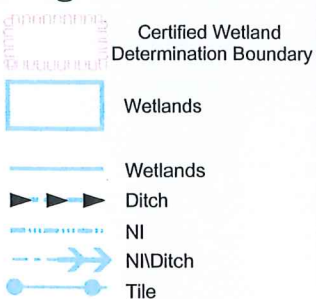 Certified Wetland
Determination Boundary
Wetlands
Wetlands
Ditch
NI
NI\Ditch
Tile